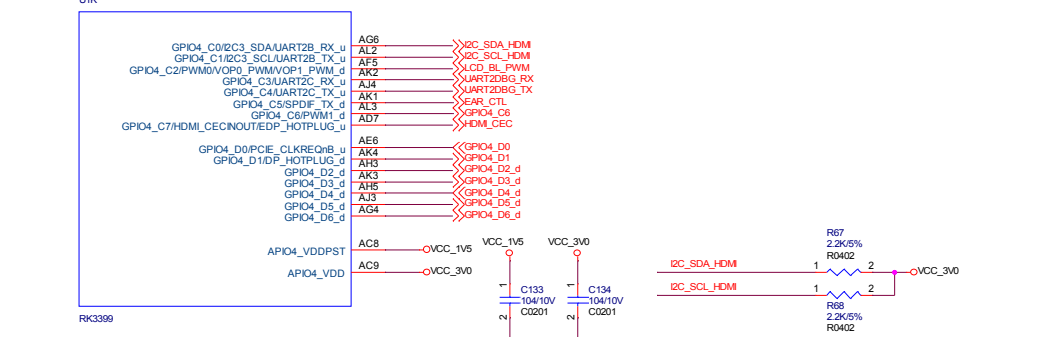 GPIO4_C0/I2C3_SDA/UART2B_RX_u AG6 I2C_SDA_HDMI
GPIO4_C1/I2C3_SCL/UART2B_TX_u AL2 I2C_SCL_HDMI
GPIO4_C2/PWM0/VOP0_PWM/VOP1_PWM_d AF5 LCD_BL_PWM
GPIO4_C3/UART2C_RX_u AK2 UART2DBG_RX
GPIO4_C4/UART2C_TX_u AJ4 UART2DBG_TX
GPIO4_C5/SPDIF_TX_d AK1 EAR_CTL
GPIO4_C6/PWM1_d AL3 GPIO4_C6
GPIO4_C7/HDMI_CECINOUT/EDP_HOTPLUG_u AD7 HDMI_CEC
GPIO4_D0/PCIE_CLKREQnB_u AE6 GPIO4_D0
GPIO4_D1/DP_HOTPLUG_d AK4 GPIO4_D1
GPIO4_D2_d AH3 GPIO4_D2_d
GPIO4_D3_d AK3 GPIO4_D3_d
GPIO4_D4_d AH5 GPIO4_D4_d
GPIO4_D5_d AJ3 GPIO4_D5_d
GPIO4_D6_d AG4 GPIO4_D6_d
APIO4_VDDPST AC8 VCC_1V5
APIO4_VDD AC9 VCC_3V0
RK3399
VCC_1V5
1
C133
104/10V
C0201
2
VCC_3V0
1
C134
104/10V
C0201
2
R67
2.2K/5%
R0402
I2C_SDA_HDMI 1 2 VCC_3V0
I2C_SCL_HDMI 1 2
R68
2.2K/5%
R0402